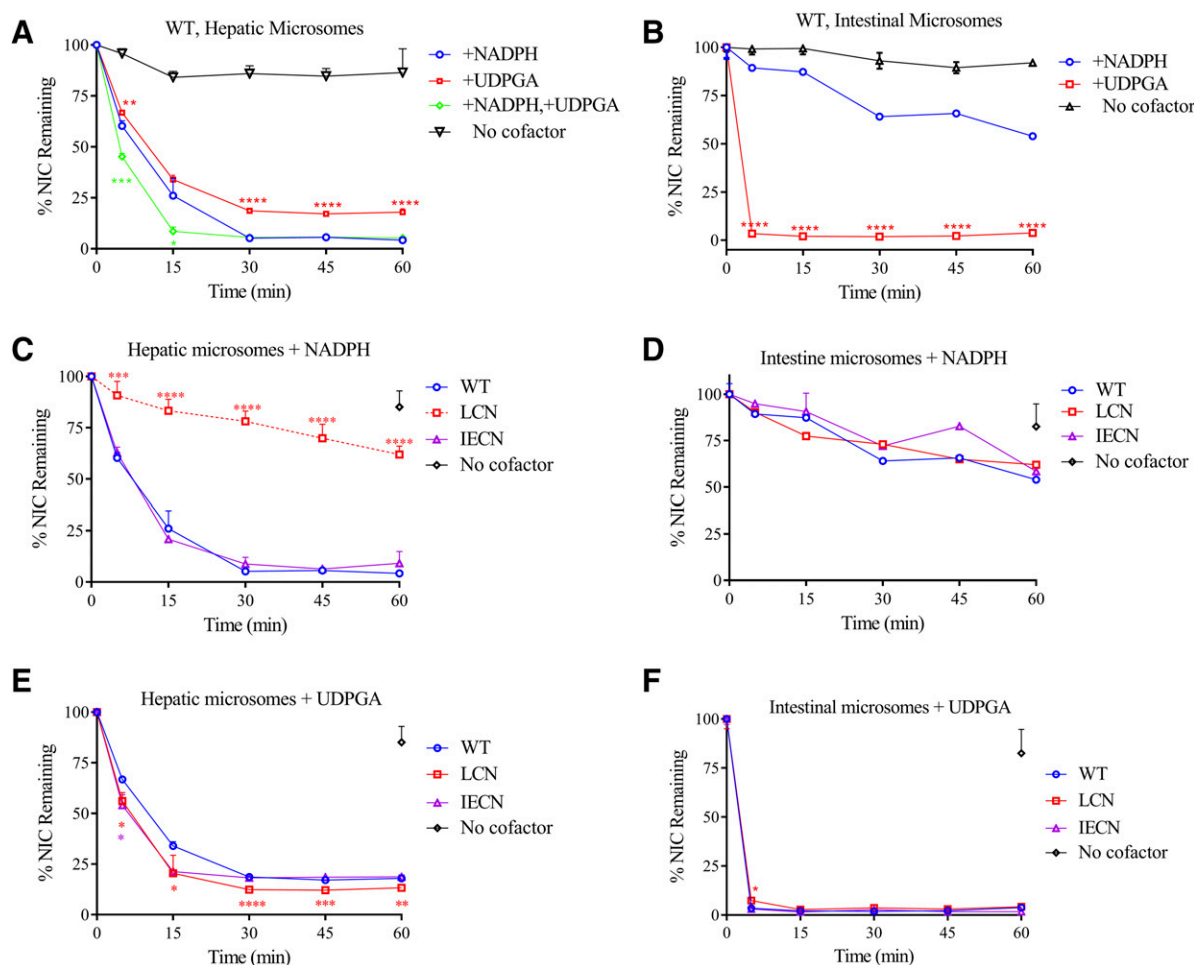 A
WT, Hepatic Microsomes
% NIC Remaining
100
75
50
25
0
**
***
*
****
****
****
0
15
30
45
60
Time (min)
+NADPH
+UDPGA
+NADPH,+UDPGA
No cofactor
B
WT, Intestinal Microsomes
% NIC Remaining
100
75
50
25
0
****
****
****
****
****
0
15
30
45
60
Time (min)
+NADPH
+UDPGA
No cofactor
C
Hepatic microsomes + NADPH
% NIC Remaining
100
75
50
25
0
***
****
****
****
****
0
15
30
45
60
Time (min)
WT
LCN
IECN
No cofactor
D
Intestine microsomes + NADPH
% NIC Remaining
100
75
50
25
0
0
15
30
45
60
Time (min)
WT
LCN
IECN
No cofactor
E
Hepatic microsomes + UDPGA
% NIC Remaining
100
75
50
25
0
*
*
*
****
***
**
0
15
30
45
60
Time (min)
WT
LCN
IECN
No cofactor
F
Intestinal microsomes + UDPGA
% NIC Remaining
100
75
50
25
0
*
0
15
30
45
60
Time (min)
WT
LCN
IECN
No cofactor